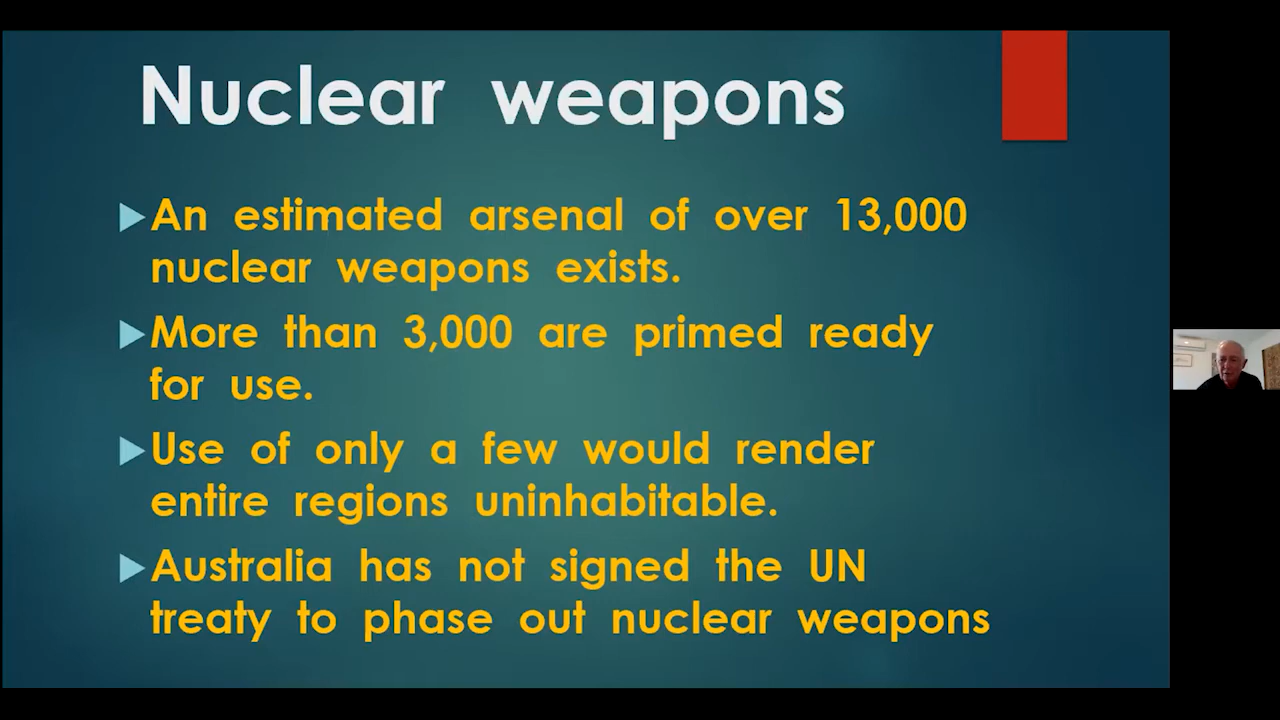 Nuclear weapons
An estimated arsenal of over 13,000
nuclear weapons exists.
More than 3,000 are primed ready
for use.
Use of only a few would render
entire regions uninhabitable.
Australia has not signed the UN
treaty to phase out nuclear weapons